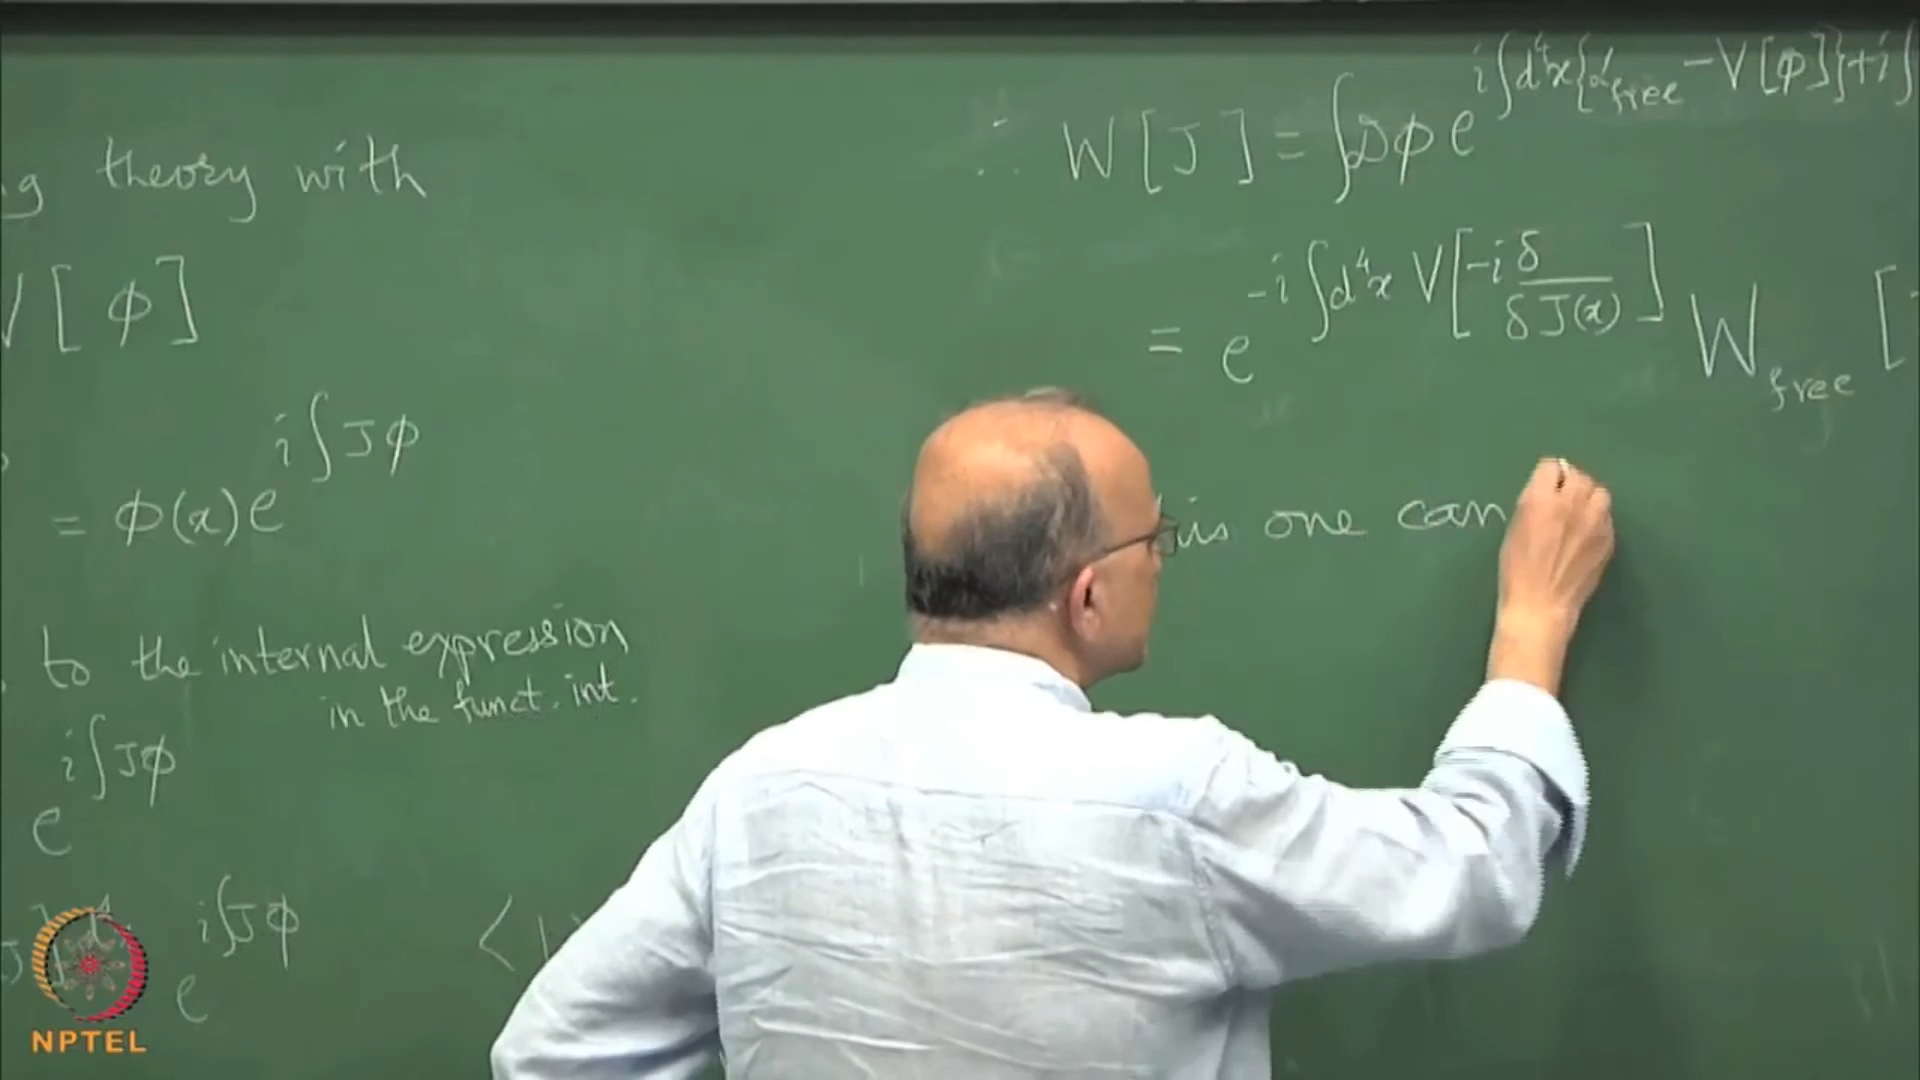 theory with
V[φ]
i∫Jφ
= φ(x)e
to the internal expression
in the funct. int.
i∫Jφ
e
i∫Jφ
e
<
∴ W[J] = ∫𝒟φ e^{i∫d⁴x{ℒ_free − V[φ]}+i∫
= e^{-i∫d⁴x V[-i δ/δJ(x)]} W_free [
is one can
NPTEL